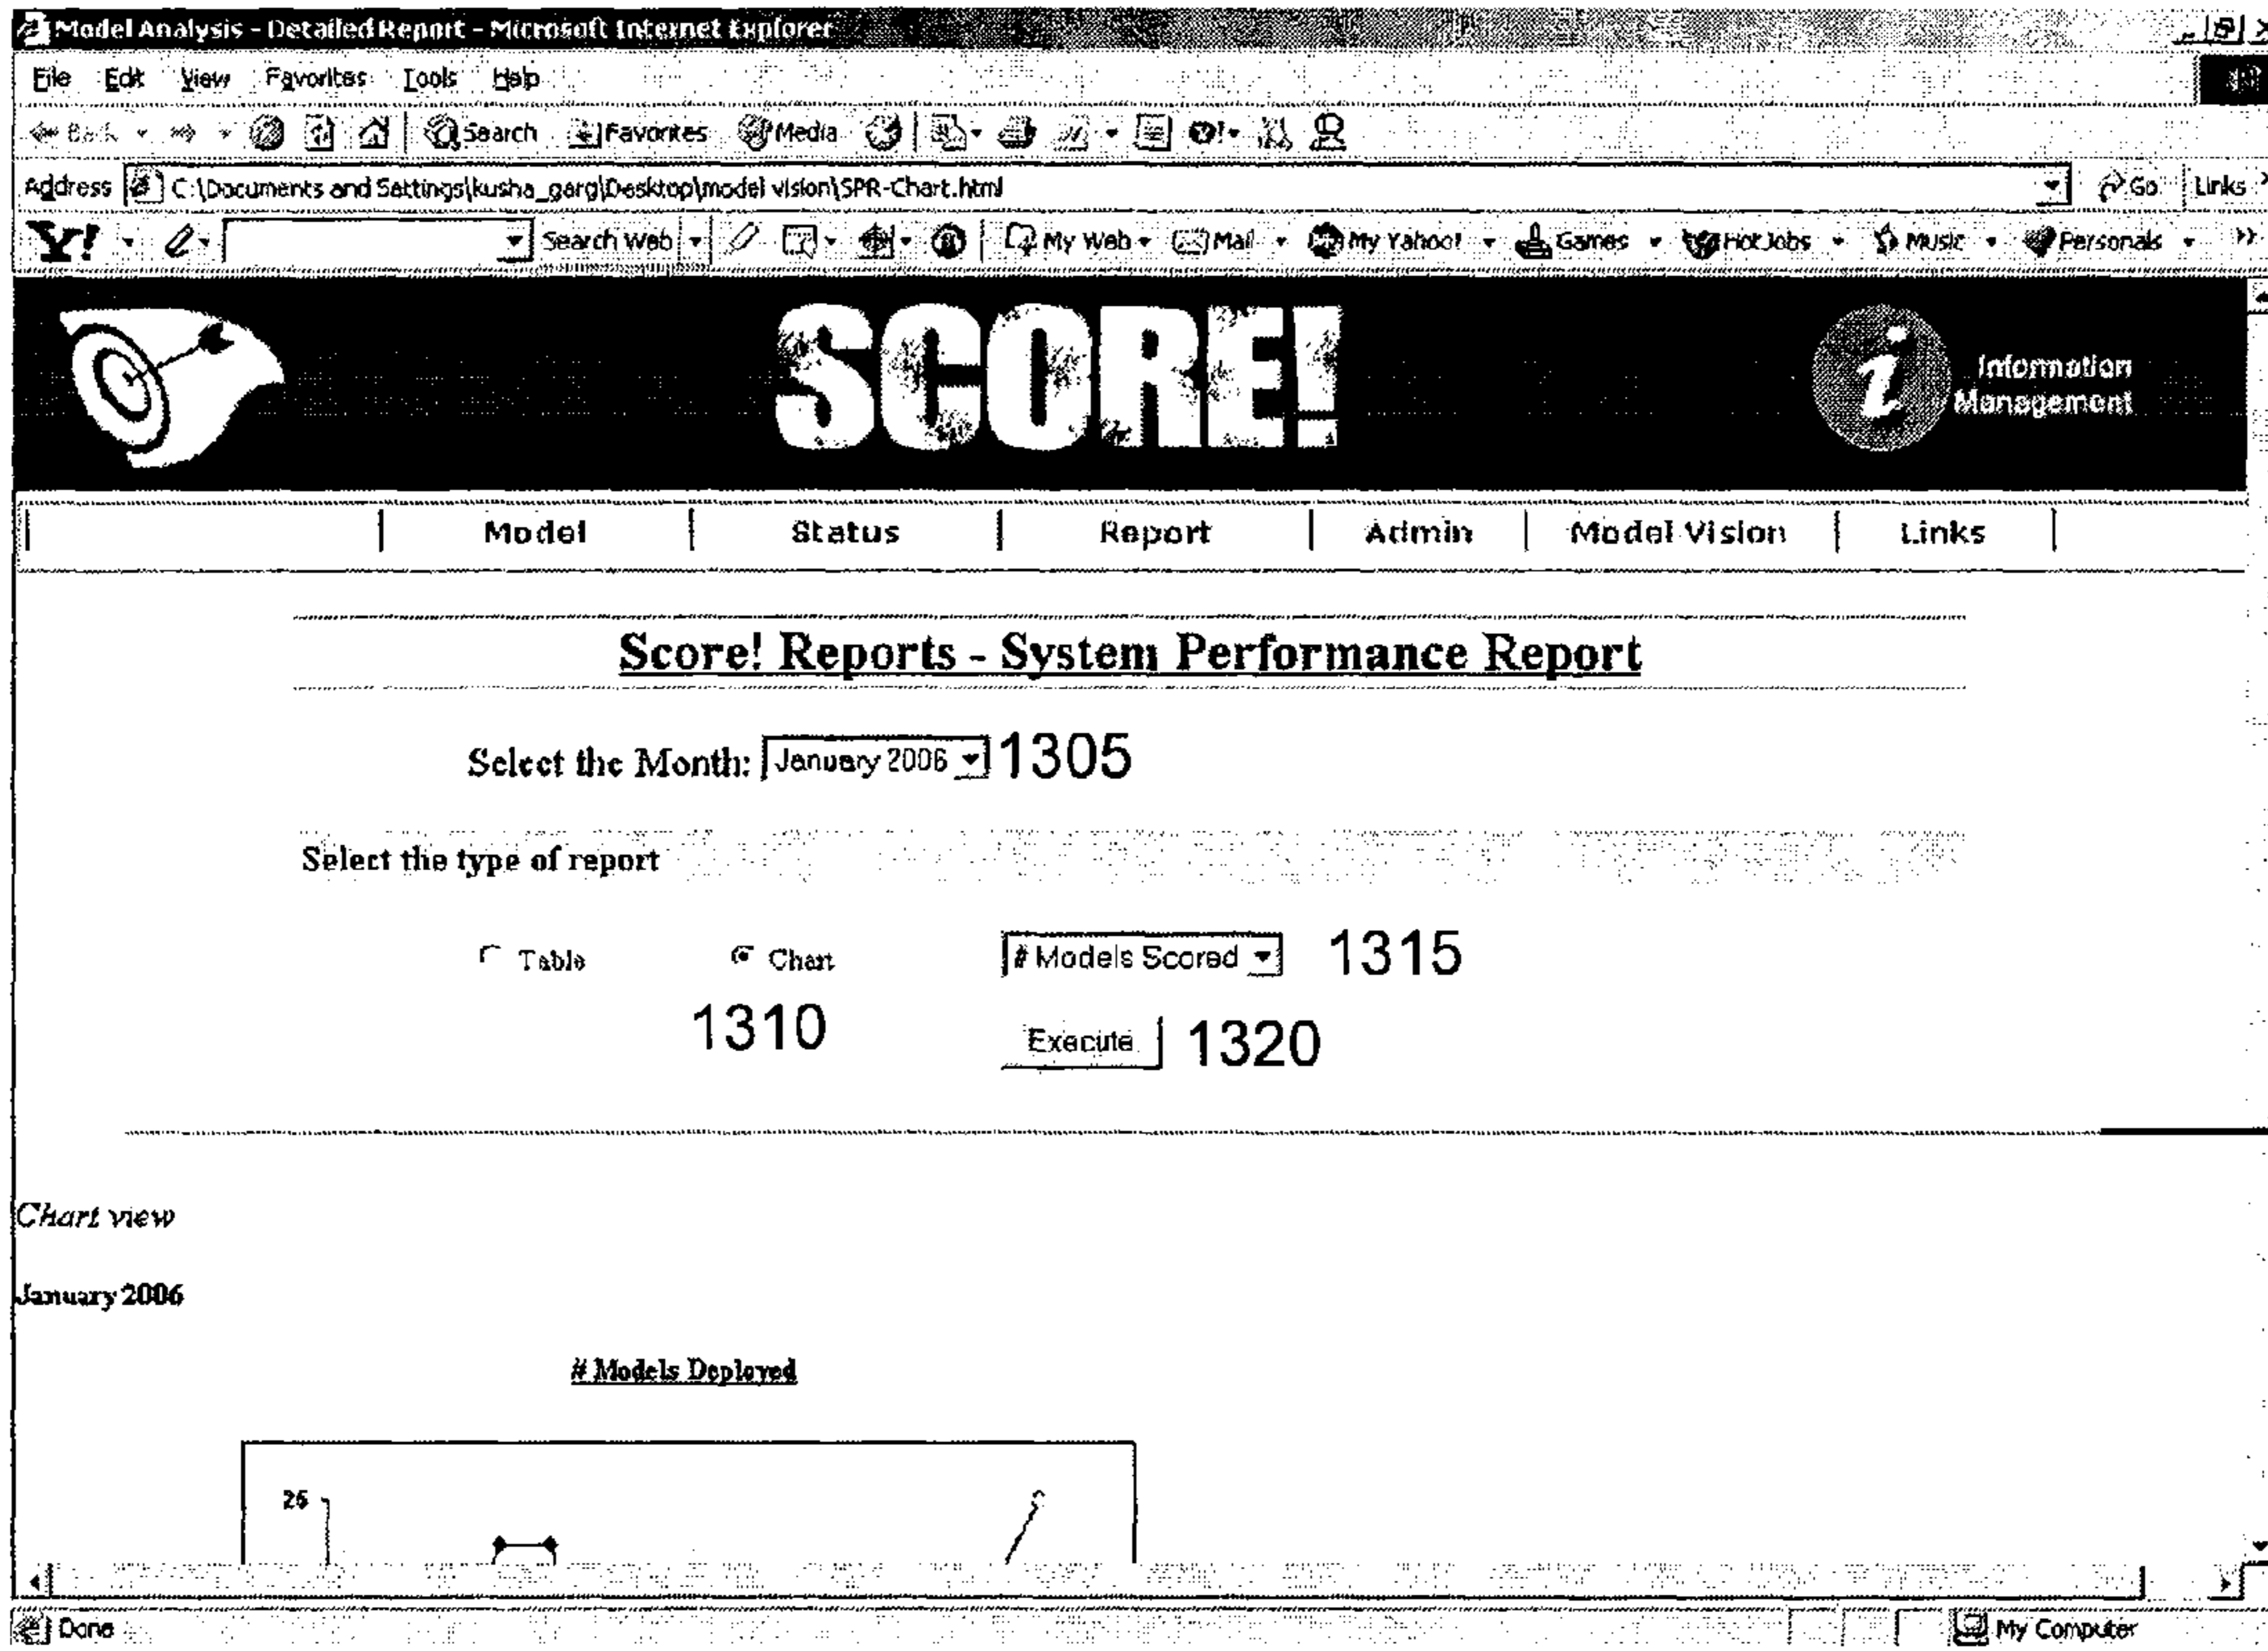 Model Analysis - Detailed Report - Microsoft Internet Explorer
File Edit View Favorites Tools Help
Back Search Favorites Media
Address C:\Documents and Settings\kusha_garg\Desktop\model vision\SPR-Chart.html Go Links
Y! Search Web My Web Mail My Yahoo! Games HotJobs Music Personals
SCORE!
i Information
Management
Model | Status | Report | Admin | Model Vision | Links
Score! Reports - System Performance Report
Select the Month: January 2006 1305
Select the type of report
Table Chart # Models Scored 1315
1310 Execute 1320
Chart view
January 2006
# Models Deployed
25
Done My Computer